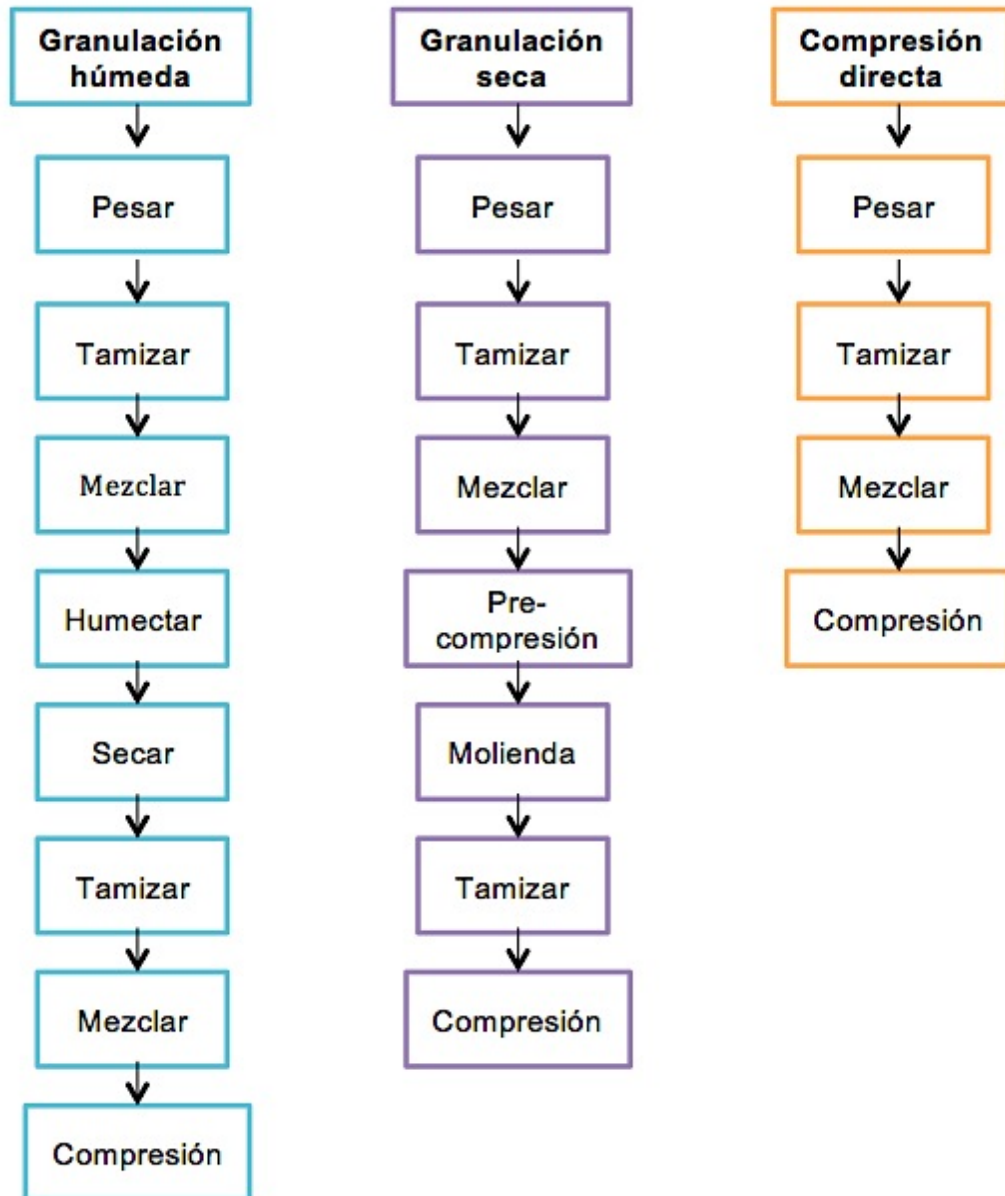 Granulación
húmeda
Pesar
Tamizar
Mezclar
Humectar
Secar
Tamizar
Mezclar
Compresión
Granulación
seca
Pesar
Tamizar
Mezclar
Pre-
compresión
Molienda
Tamizar
Compresión
Compresión
directa
Pesar
Tamizar
Mezclar
Compresión